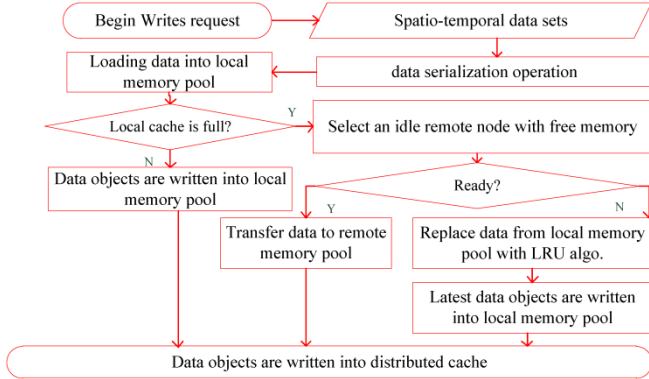 Begin Writes request
Spatio-temporal data sets
data serialization operation
Loading data into local
memory pool
Local cache is full?
Y
Select an idle remote node with free memory
N
Data objects are written into local
memory pool
Ready?
Y
N
Transfer data to remote
memory pool
Replace data from local memory
pool with LRU algo.
Latest data objects are written
into local memory pool
Data objects are written into distributed cache